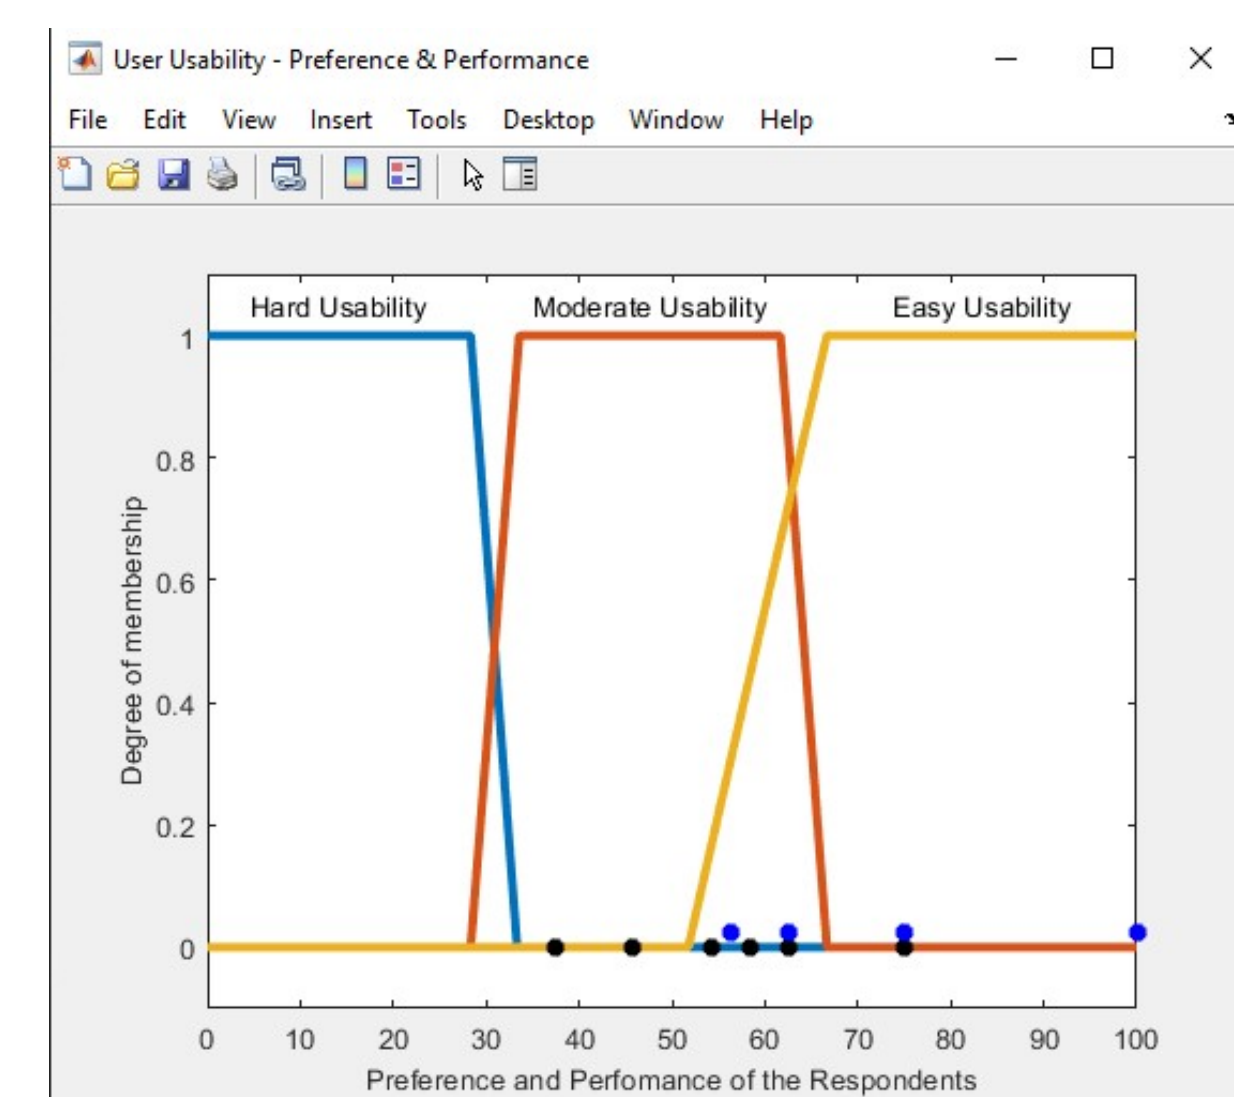 User Usability - Preference & Performance
File Edit View Insert Tools Desktop Window Help
Hard Usability Moderate Usability Easy Usability
1
0.8
0.6
0.4
0.2
0
Degree of membership
0 10 20 30 40 50 60 70 80 90 100
Preference and Perfomance of the Respondents